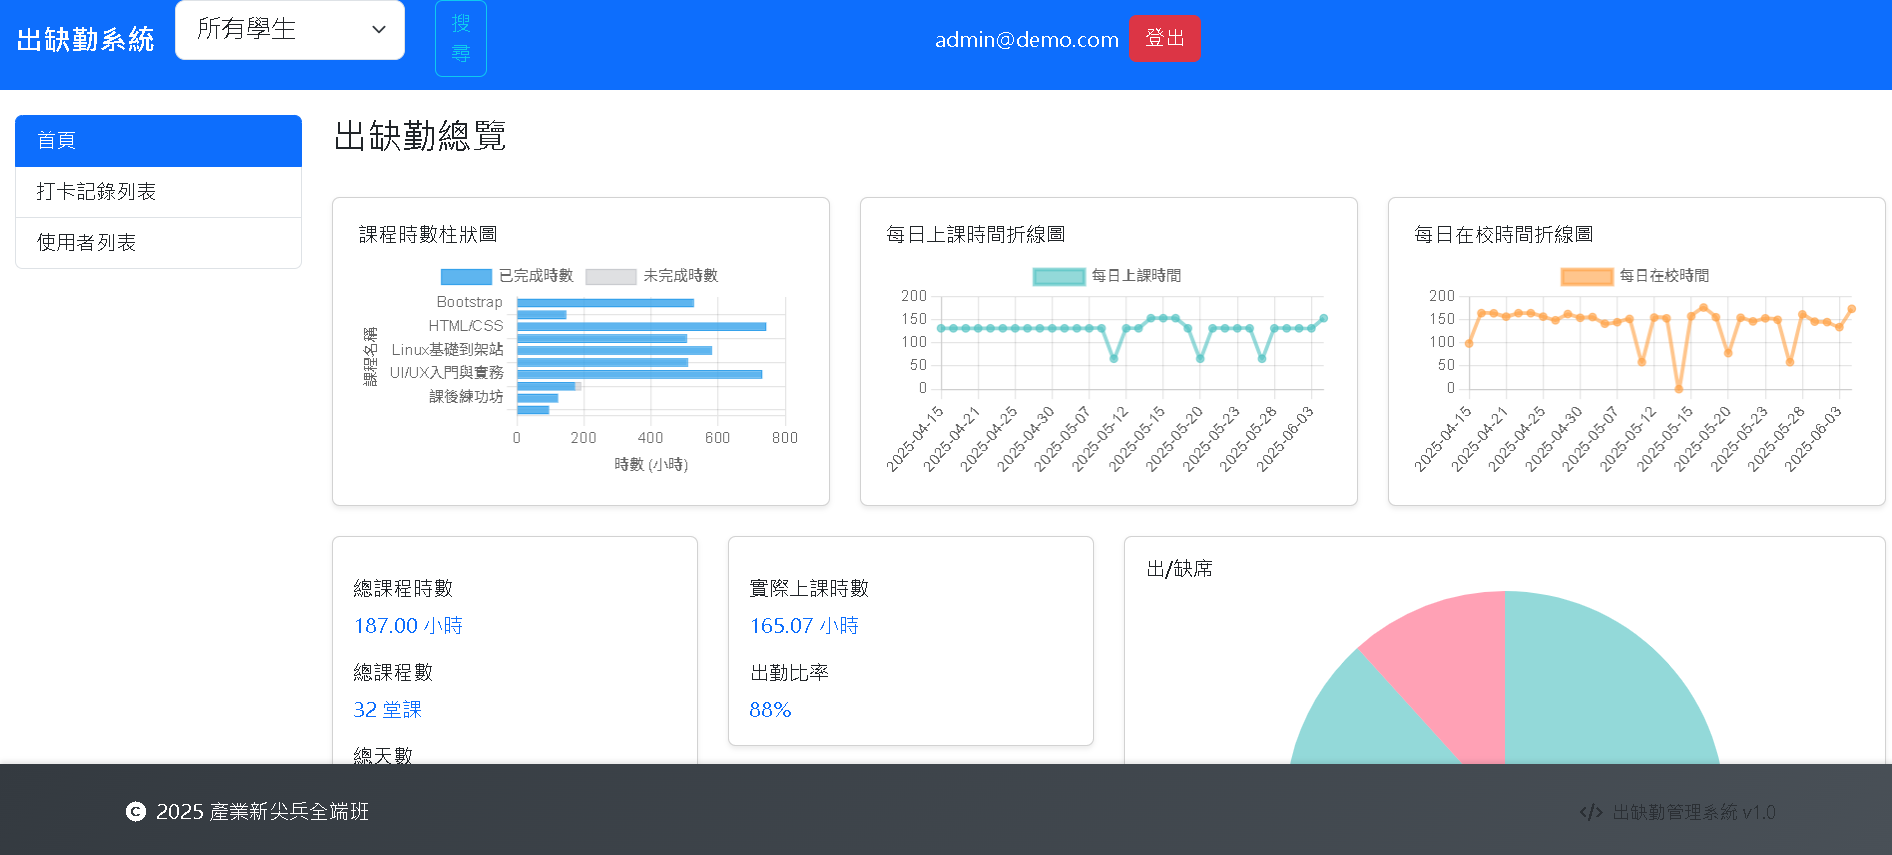 出缺勤系統
所有學生
搜
尋
admin@demo.com
登出
首頁
打卡記錄列表
使用者列表
出缺勤總覽
課程時數柱狀圖
已完成時數
未完成時數
課程名稱
Bootstrap
HTML/CSS
Linux基礎到架站
UI/UX入門與實務
課後練功坊
0 200 400 600 800
時數 (小時)
每日上課時間折線圖
每日上課時間
200
150
100
50
0
2025-04-15
2025-04-21
2025-04-25
2025-04-30
2025-05-07
2025-05-12
2025-05-15
2025-05-20
2025-05-23
2025-05-28
2025-06-03
每日在校時間折線圖
每日在校時間
200
150
100
50
0
2025-04-15
2025-04-21
2025-04-25
2025-04-30
2025-05-07
2025-05-12
2025-05-15
2025-05-20
2025-05-23
2025-05-28
2025-06-03
總課程時數
187.00 小時
總課程數
32 堂課
總天數
實際上課時數
165.07 小時
出勤比率
88%
出/缺席
© 2025 產業新尖兵全端班
</> 出缺勤管理系統 v1.0